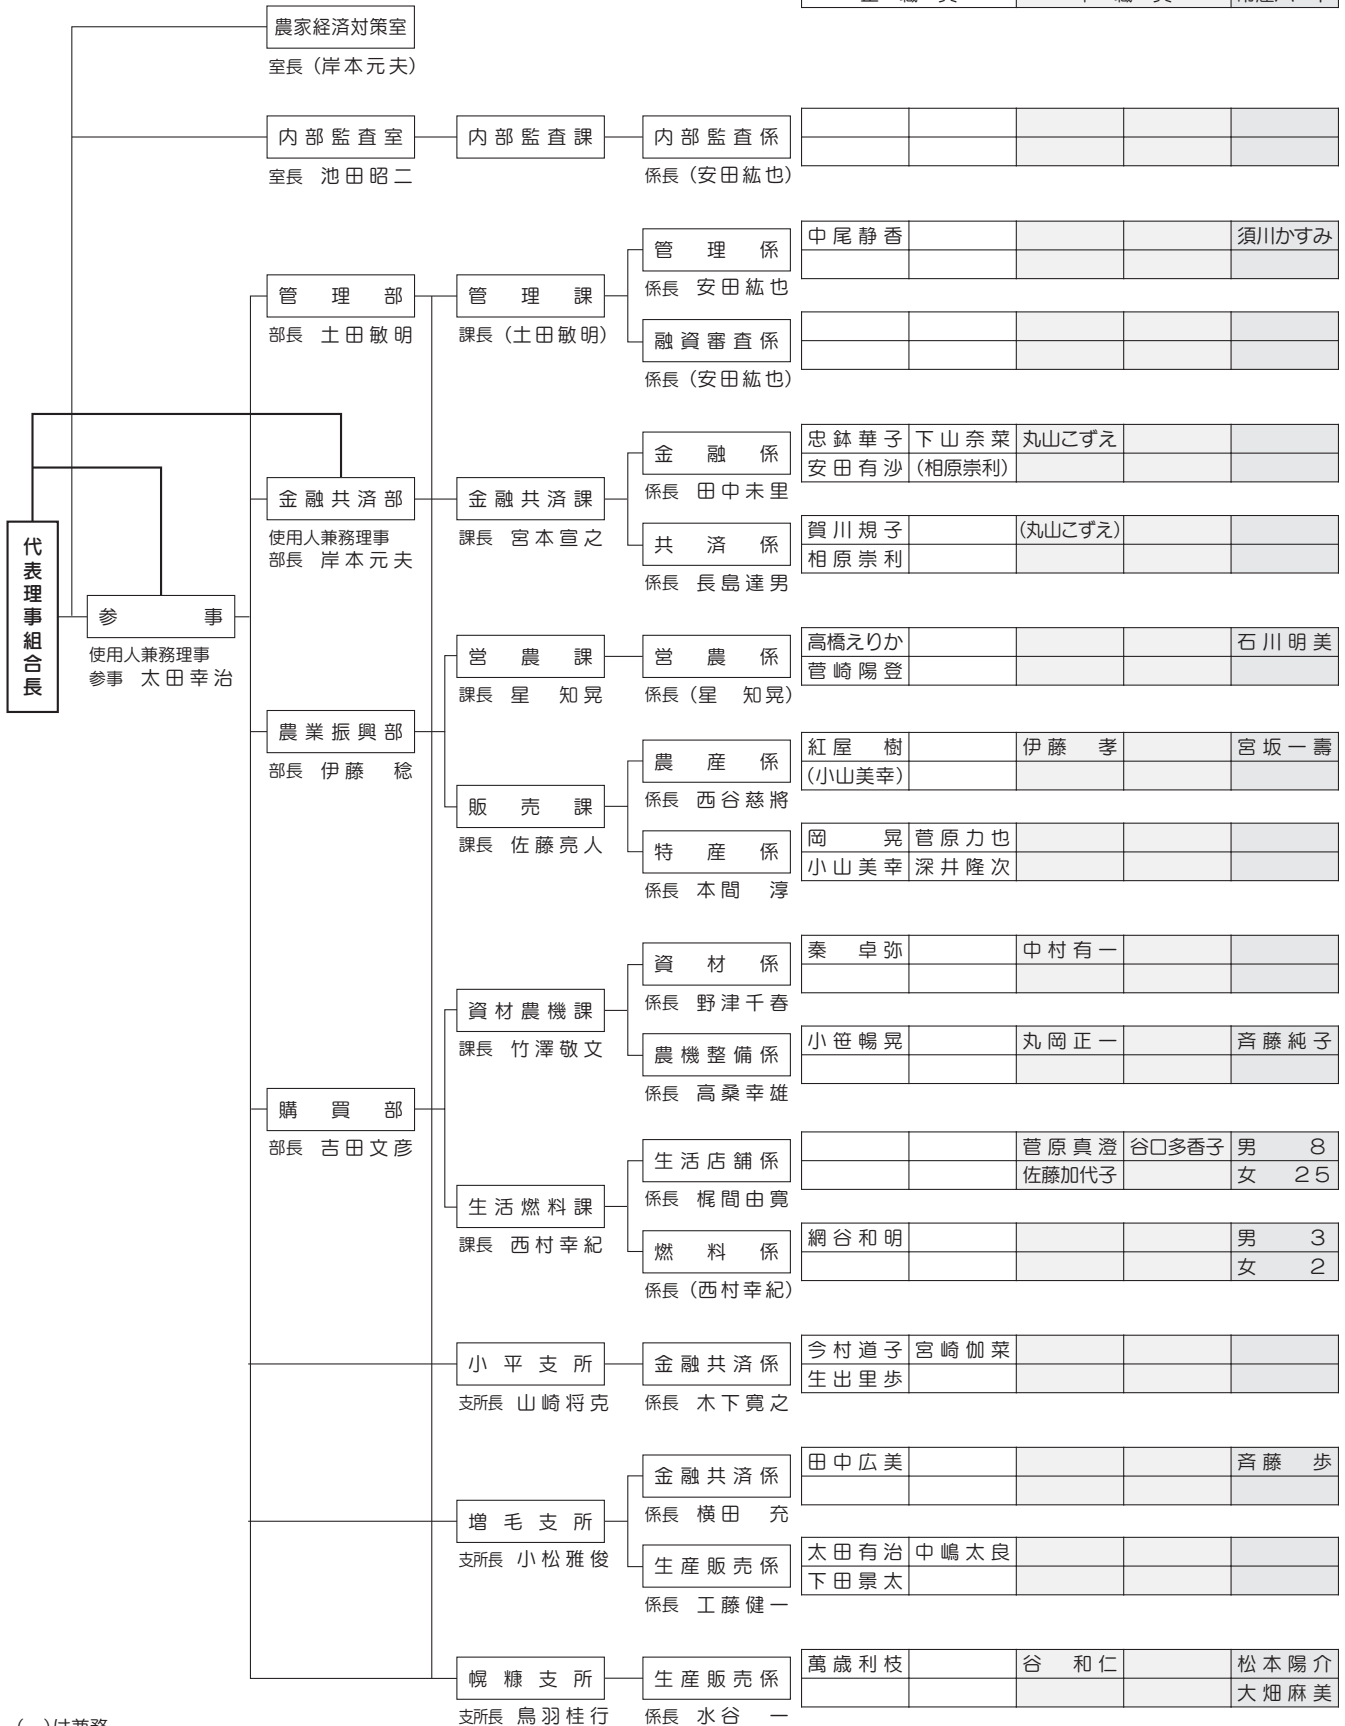 農家経済対策室
室長 (岸本元夫)
内部監査室 内部監査課 内部監査係
室長 池田昭二 係長 (安田紘也)
管理係 中尾静香 須川かすみ
係長 安田紘也
管理部 管理課
部長 土田敏明 課長 (土田敏明)
融資審査係
係長 (安田紘也)
金融係 忠鉢華子 下山奈菜 丸山こずえ
安田有沙 (相原崇利)
係長 田中未里
金融共済部 金融共済課
使用人兼務理事
部長 岸本元夫 課長 宮本宣之
共済係 賀川規子 (丸山こずえ)
相原崇利
係長 長島達男
代表理事組合長
参事
使用人兼務理事
参事 太田幸治
営農課 営農係 高橋えりか 石川明美
菅崎陽登
課長 星 知晃 係長 (星 知晃)
農業振興部
部長 伊藤 稔
農産係 紅屋 樹 伊藤 孝 宮坂一壽
(小山美幸)
係長 西谷慈將
販売課
課長 佐藤亮人
特産係 岡 晃 菅原力也
小山美幸 深井隆次
係長 本間 淳
資材係 秦 卓弥 中村有一
係長 野津千春
資材農機課
課長 竹澤敬文
農機整備係 小笹暢晃 丸岡正一 斉藤純子
係長 高桑幸雄
購買部
部長 吉田文彦
生活店舗係 菅原真澄 谷口多香子 男 8
佐藤加代子 女 25
係長 梶間由寛
生活燃料課
課長 西村幸紀
燃料係 網谷和明 男 3
女 2
係長 (西村幸紀)
小平支所 金融共済係 今村道子 宮崎伽菜
生出里歩
支所長 山崎将克 係長 木下寛之
金融共済係 田中広美 斉藤 歩
係長 横田 充
増毛支所
支所長 小松雅俊
生産販売係 太田有治 中嶋太良
下田景太
係長 工藤健一
幌糠支所 生産販売係 萬歳利枝 谷 和仁 松本陽介
大畑麻美
支所長 鳥羽桂行 係長 水谷 一